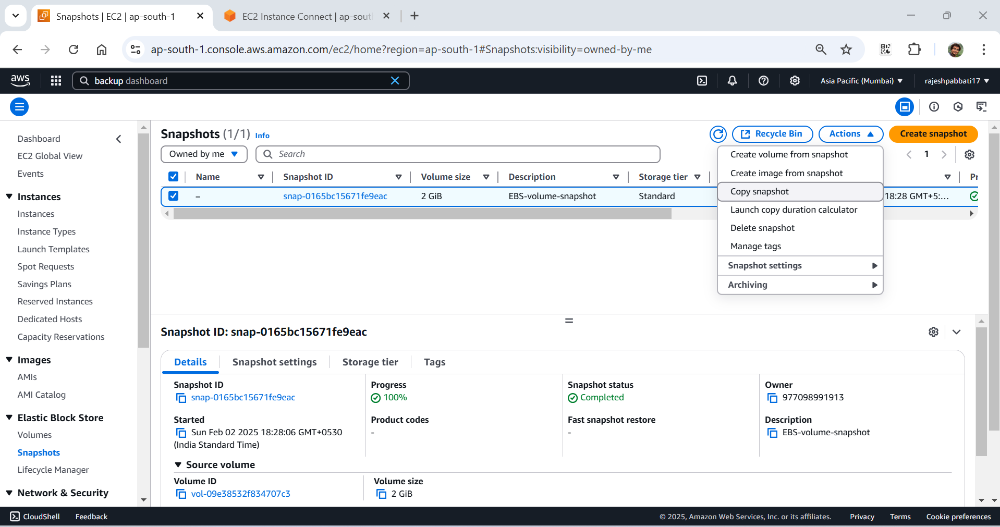 Snapshots | EC2 | ap-south-1
EC2 Instance Connect | ap-sout
ap-south-1.console.aws.amazon.com/ec2/home?region=ap-south-1#Snapshots:visibility=owned-by-me
aws
backup dashboard
Asia Pacific (Mumbai)
rajeshpabbati17
Dashboard
EC2 Global View
Events
Instances
Instances
Instance Types
Launch Templates
Spot Requests
Savings Plans
Reserved Instances
Dedicated Hosts
Capacity Reservations
Images
AMIs
AMI Catalog
Elastic Block Store
Volumes
Snapshots
Lifecycle Manager
Network & Security
Snapshots (1/1) Info
Recycle Bin
Actions
Create snapshot
Owned by me
Search
1
Name
Snapshot ID
Volume size
Description
Storage tier
Pr
–
snap-0165bc15671fe9eac
2 GiB
EBS-volume-snapshot
Standard
18:28 GMT+5:...
Create volume from snapshot
Create image from snapshot
Copy snapshot
Launch copy duration calculator
Delete snapshot
Manage tags
Snapshot settings
Archiving
Snapshot ID: snap-0165bc15671fe9eac
Details
Snapshot settings
Storage tier
Tags
Snapshot ID
snap-0165bc15671fe9eac
Progress
100%
Snapshot status
Completed
Owner
977098991913
Started
Sun Feb 02 2025 18:28:06 GMT+0530
(India Standard Time)
Product codes
-
Fast snapshot restore
-
Description
EBS-volume-snapshot
Source volume
Volume ID
vol-09e38532f834707c3
Volume size
2 GiB
CloudShell
Feedback
© 2025, Amazon Web Services, Inc. or its affiliates.
Privacy
Terms
Cookie preferences